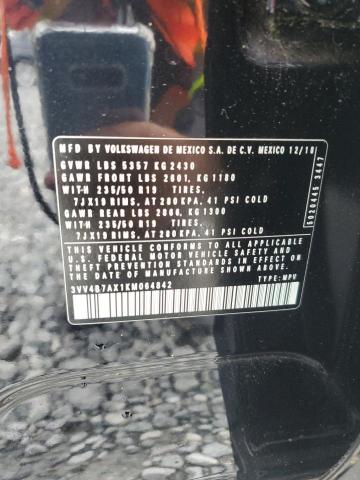 MFD BY VOLKSWAGEN DE MEXICO S.A. DE C.V. MEXICO 12/18
GVWR LBS 5357 KG 2430
GAWR FRONT LBS 2601, KG 1180
WITH 235/50 R19 TIRES.
7JX19 RIMS, AT 280 KPA, 41 PSI COLD
GAWR REAR LBS 2866, KG 1300
WITH 235/50 R19 TIRES.
7JX19 RIMS, AT 280 KPA, 41 PSI COLD
THIS VEHICLE CONFORMS TO ALL APPLICABLE
U.S. FEDERAL MOTOR VEHICLE SAFETY AND
THEFT PREVENTION STANDARDS IN EFFECT
ON THE DATE OF MANUFACTURE SHOWN ABOVE.
3VV4B7AX1KM064842 TYPE: MPV
5020445 3447